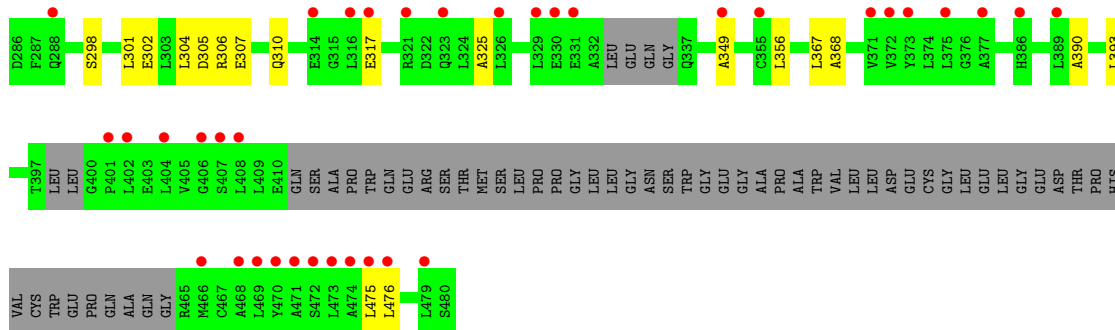 D286 F287 Q288 S298 L301 E302 L303 L304 D305 R306 E307 Q310 E314 G315 L316 E317 R321 D322 Q323 L324 A325 L326 L329 E330 E331 A332 LEU GLU GLN GLY Q337 A349 C355 L356 L367 A368 V371 V372 Y373 L374 L375 G376 A377 H386 L389 A390 L393
T397 LEU LEU G400 P401 L402 E403 L404 V405 G406 S407 L408 L409 E410 GLN SER ALA PRO TRP GLN GLU ARG SER THR MET SER LEU PRO PRO GLY LEU LEU GLY ASN SER TRP GLY GLU GLY ALA PRO ALA TRP VAL LEU LEU ASP GLU CYS GLY LEU GLU LEU GLY GLU ASP THR PRO HIS
VAL CYS TRP GLU PRO GLN ALA GLN GLY R465 M466 C467 A468 L469 Y470 A471 S472 L473 A474 L475 L476 L479 S480